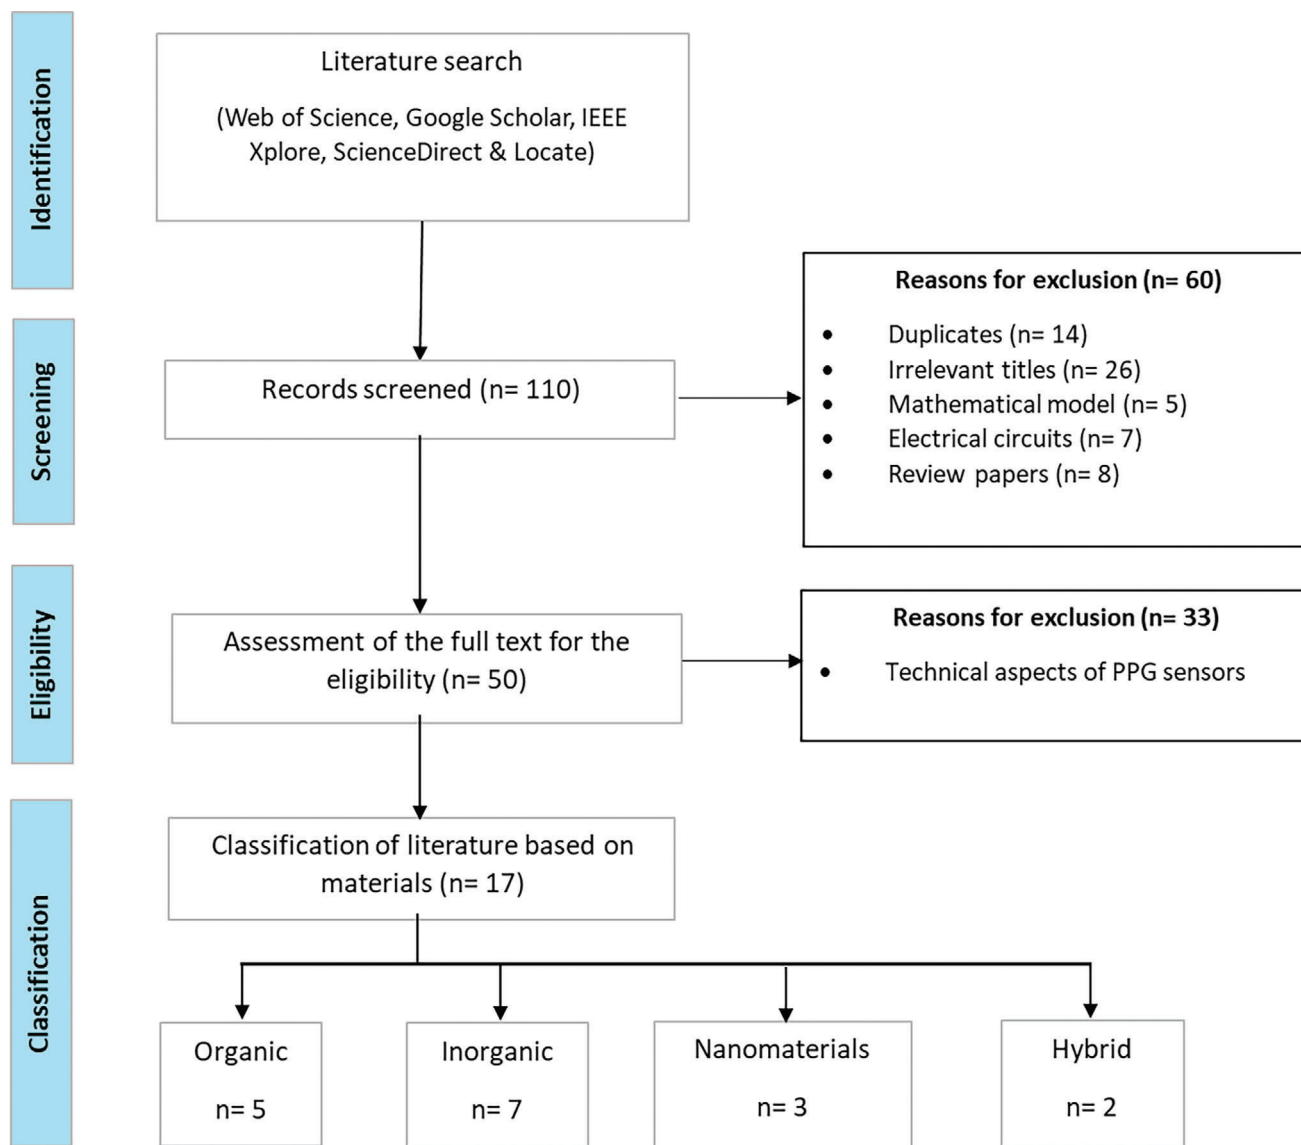 Identification
Literature search
(Web of Science, Google Scholar, IEEE
Xplore, ScienceDirect & Locate)
Screening
Records screened (n= 110)
Reasons for exclusion (n= 60)
• Duplicates (n= 14)
• Irrelevant titles (n= 26)
• Mathematical model (n= 5)
• Electrical circuits (n= 7)
• Review papers (n= 8)
Eligibility
Assessment of the full text for the
eligibility (n= 50)
Reasons for exclusion (n= 33)
• Technical aspects of PPG sensors
Classification
Classification of literature based on
materials (n= 17)
Organic
n= 5
Inorganic
n= 7
Nanomaterials
n= 3
Hybrid
n= 2